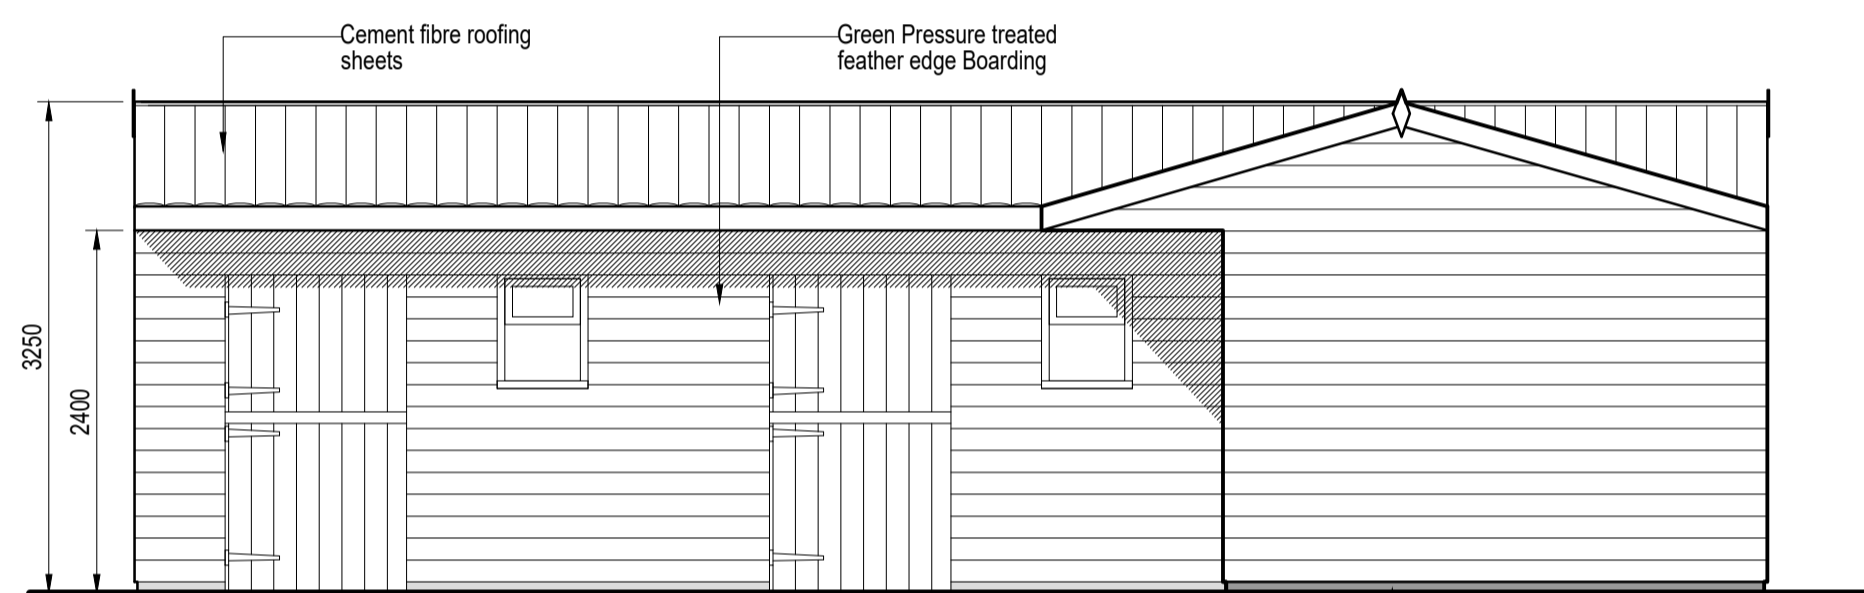 Cement fibre roofing
sheets
Green Pressure treated
feather edge Boarding
3250
2400